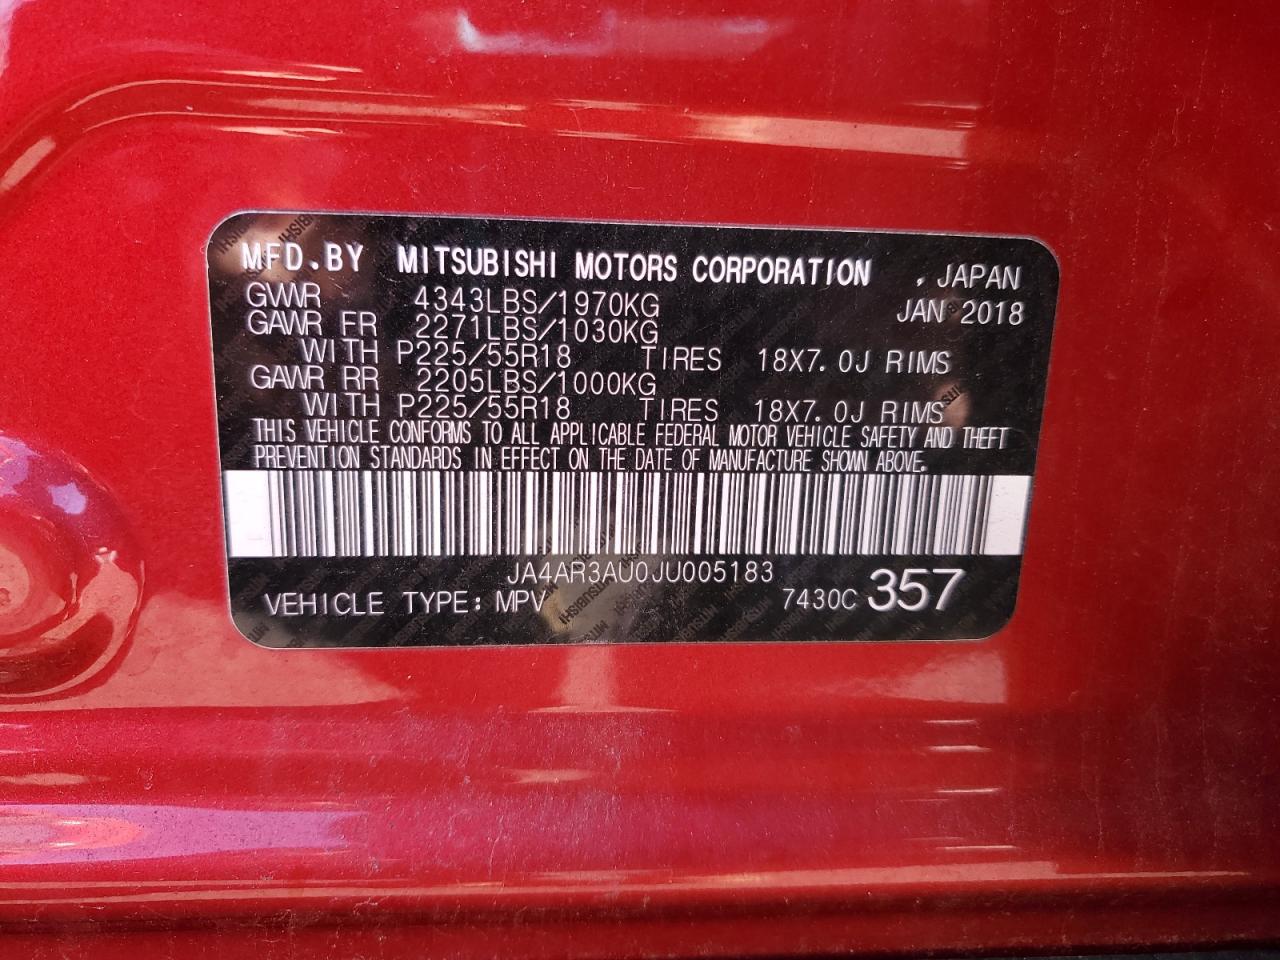 MFD.BY MITSUBISHI MOTORS CORPORATION , JAPAN
GVWR 4343LBS/1970KG JAN 2018
GAWR FR 2271LBS/1030KG
WITH P225/55R18 TIRES 18X7.0J RIMS
GAWR RR 2205LBS/1000KG
WITH P225/55R18 TIRES 18X7.0J RIMS
THIS VEHICLE CONFORMS TO ALL APPLICABLE FEDERAL MOTOR VEHICLE SAFETY AND THEFT
PREVENTION STANDARDS IN EFFECT ON THE DATE OF MANUFACTURE SHOWN ABOVE.
JA4AR3AU0JU005183
VEHICLE TYPE: MPV 7430C 357